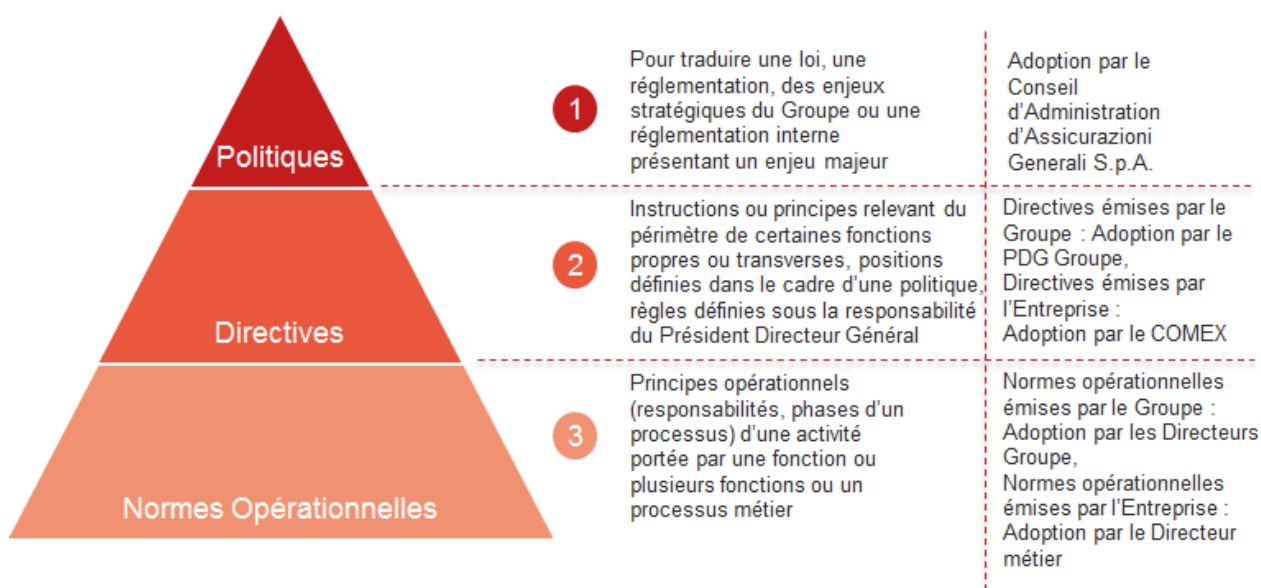 Politiques
1
Pour traduire une loi, une
réglementation, des enjeux
stratégiques du Groupe ou une
réglementation interne
présentant un enjeu majeur
Adoption par le
Conseil
d'Administration
d'Assicurazioni
Generali S.p.A.
Directives
2
Instructions ou principes relevant du
périmètre de certaines fonctions
propres ou transverses, positions
définies dans le cadre d'une politique,
règles définies sous la responsabilité
du Président Directeur Général
Directives émises par le
Groupe : Adoption par le
PDG Groupe,
Directives émises par
l'Entreprise :
Adoption par le COMEX
Normes Opérationnelles
3
Principes opérationnels
(responsabilités, phases d'un
processus) d'une activité
portée par une fonction ou
plusieurs fonctions ou un
processus métier
Normes opérationnelles
émises par le Groupe :
Adoption par les Directeurs
Groupe,
Normes opérationnelles
émises par l'Entreprise :
Adoption par le Directeur
métier